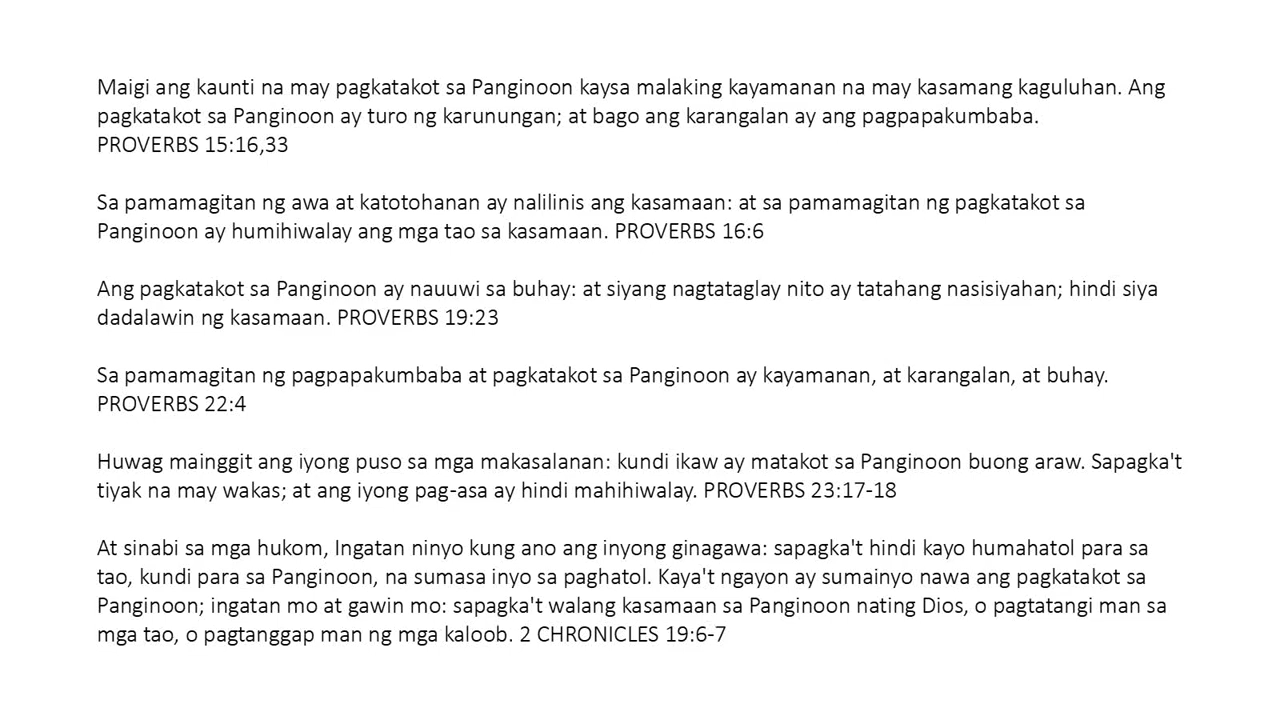 Maigi ang kaunti na may pagkatakot sa Panginoon kaysa malaking kayamanan na may kasamang kaguluhan. Ang
pagkatakot sa Panginoon ay turo ng karunungan; at bago ang karangalan ay ang pagpapakumbaba.
PROVERBS 15:16,33
Sa pamamagitan ng awa at katotohanan ay nalilinis ang kasamaan: at sa pamamagitan ng pagkatakot sa
Panginoon ay humihiwalay ang mga tao sa kasamaan. PROVERBS 16:6
Ang pagkatakot sa Panginoon ay nauuwi sa buhay: at siyang nagtataglay nito ay tatahang nasisiyahan; hindi siya
dadalawin ng kasamaan. PROVERBS 19:23
Sa pamamagitan ng pagpapakumbaba at pagkatakot sa Panginoon ay kayamanan, at karangalan, at buhay.
PROVERBS 22:4
Huwag mainggit ang iyong puso sa mga makasalanan: kundi ikaw ay matakot sa Panginoon buong araw. Sapagka't
tiyak na may wakas; at ang iyong pag-asa ay hindi mahihiwalay. PROVERBS 23:17-18
At sinabi sa mga hukom, Ingatan ninyo kung ano ang inyong ginagawa: sapagka't hindi kayo humahatol para sa
tao, kundi para sa Panginoon, na sumasa inyo sa paghatol. Kaya't ngayon ay sumainyo nawa ang pagkatakot sa
Panginoon; ingatan mo at gawin mo: sapagka't walang kasamaan sa Panginoon nating Dios, o pagtatangi man sa
mga tao, o pagtanggap man ng mga kaloob. 2 CHRONICLES 19:6-7